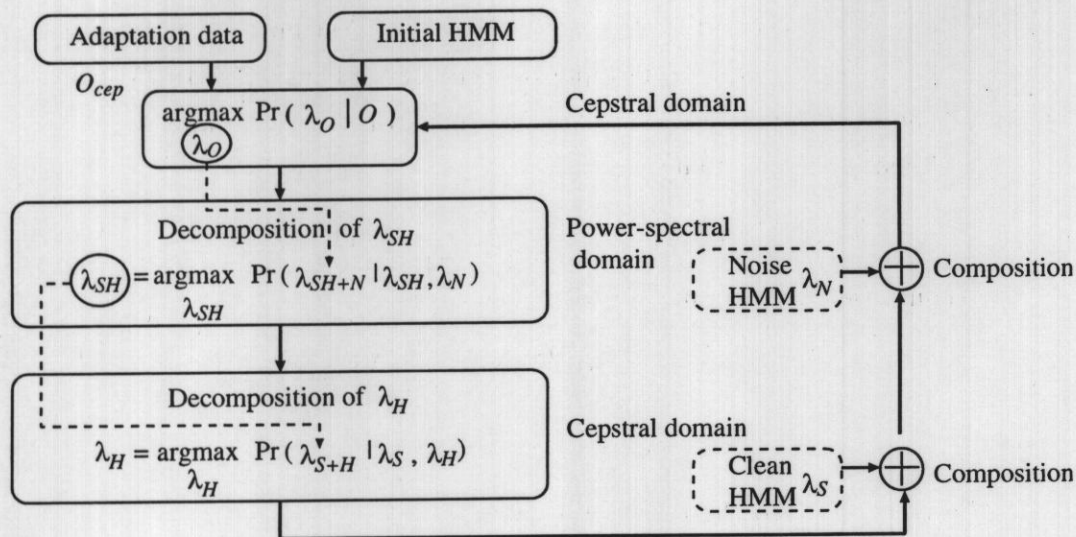 Adaptation data
Initial HMM
O_cep
argmax Pr( λ_O | O )
λ_O
Cepstral domain
Decomposition of λ_SH
λ_SH = argmax Pr( λ_SH+N | λ_SH, λ_N)
λ_SH
Power-spectral
domain
Noise
HMM λ_N
Composition
Decomposition of λ_H
λ_H = argmax Pr( λ_S+H | λ_S , λ_H)
λ_H
Cepstral domain
Clean
HMM λ_S
Composition